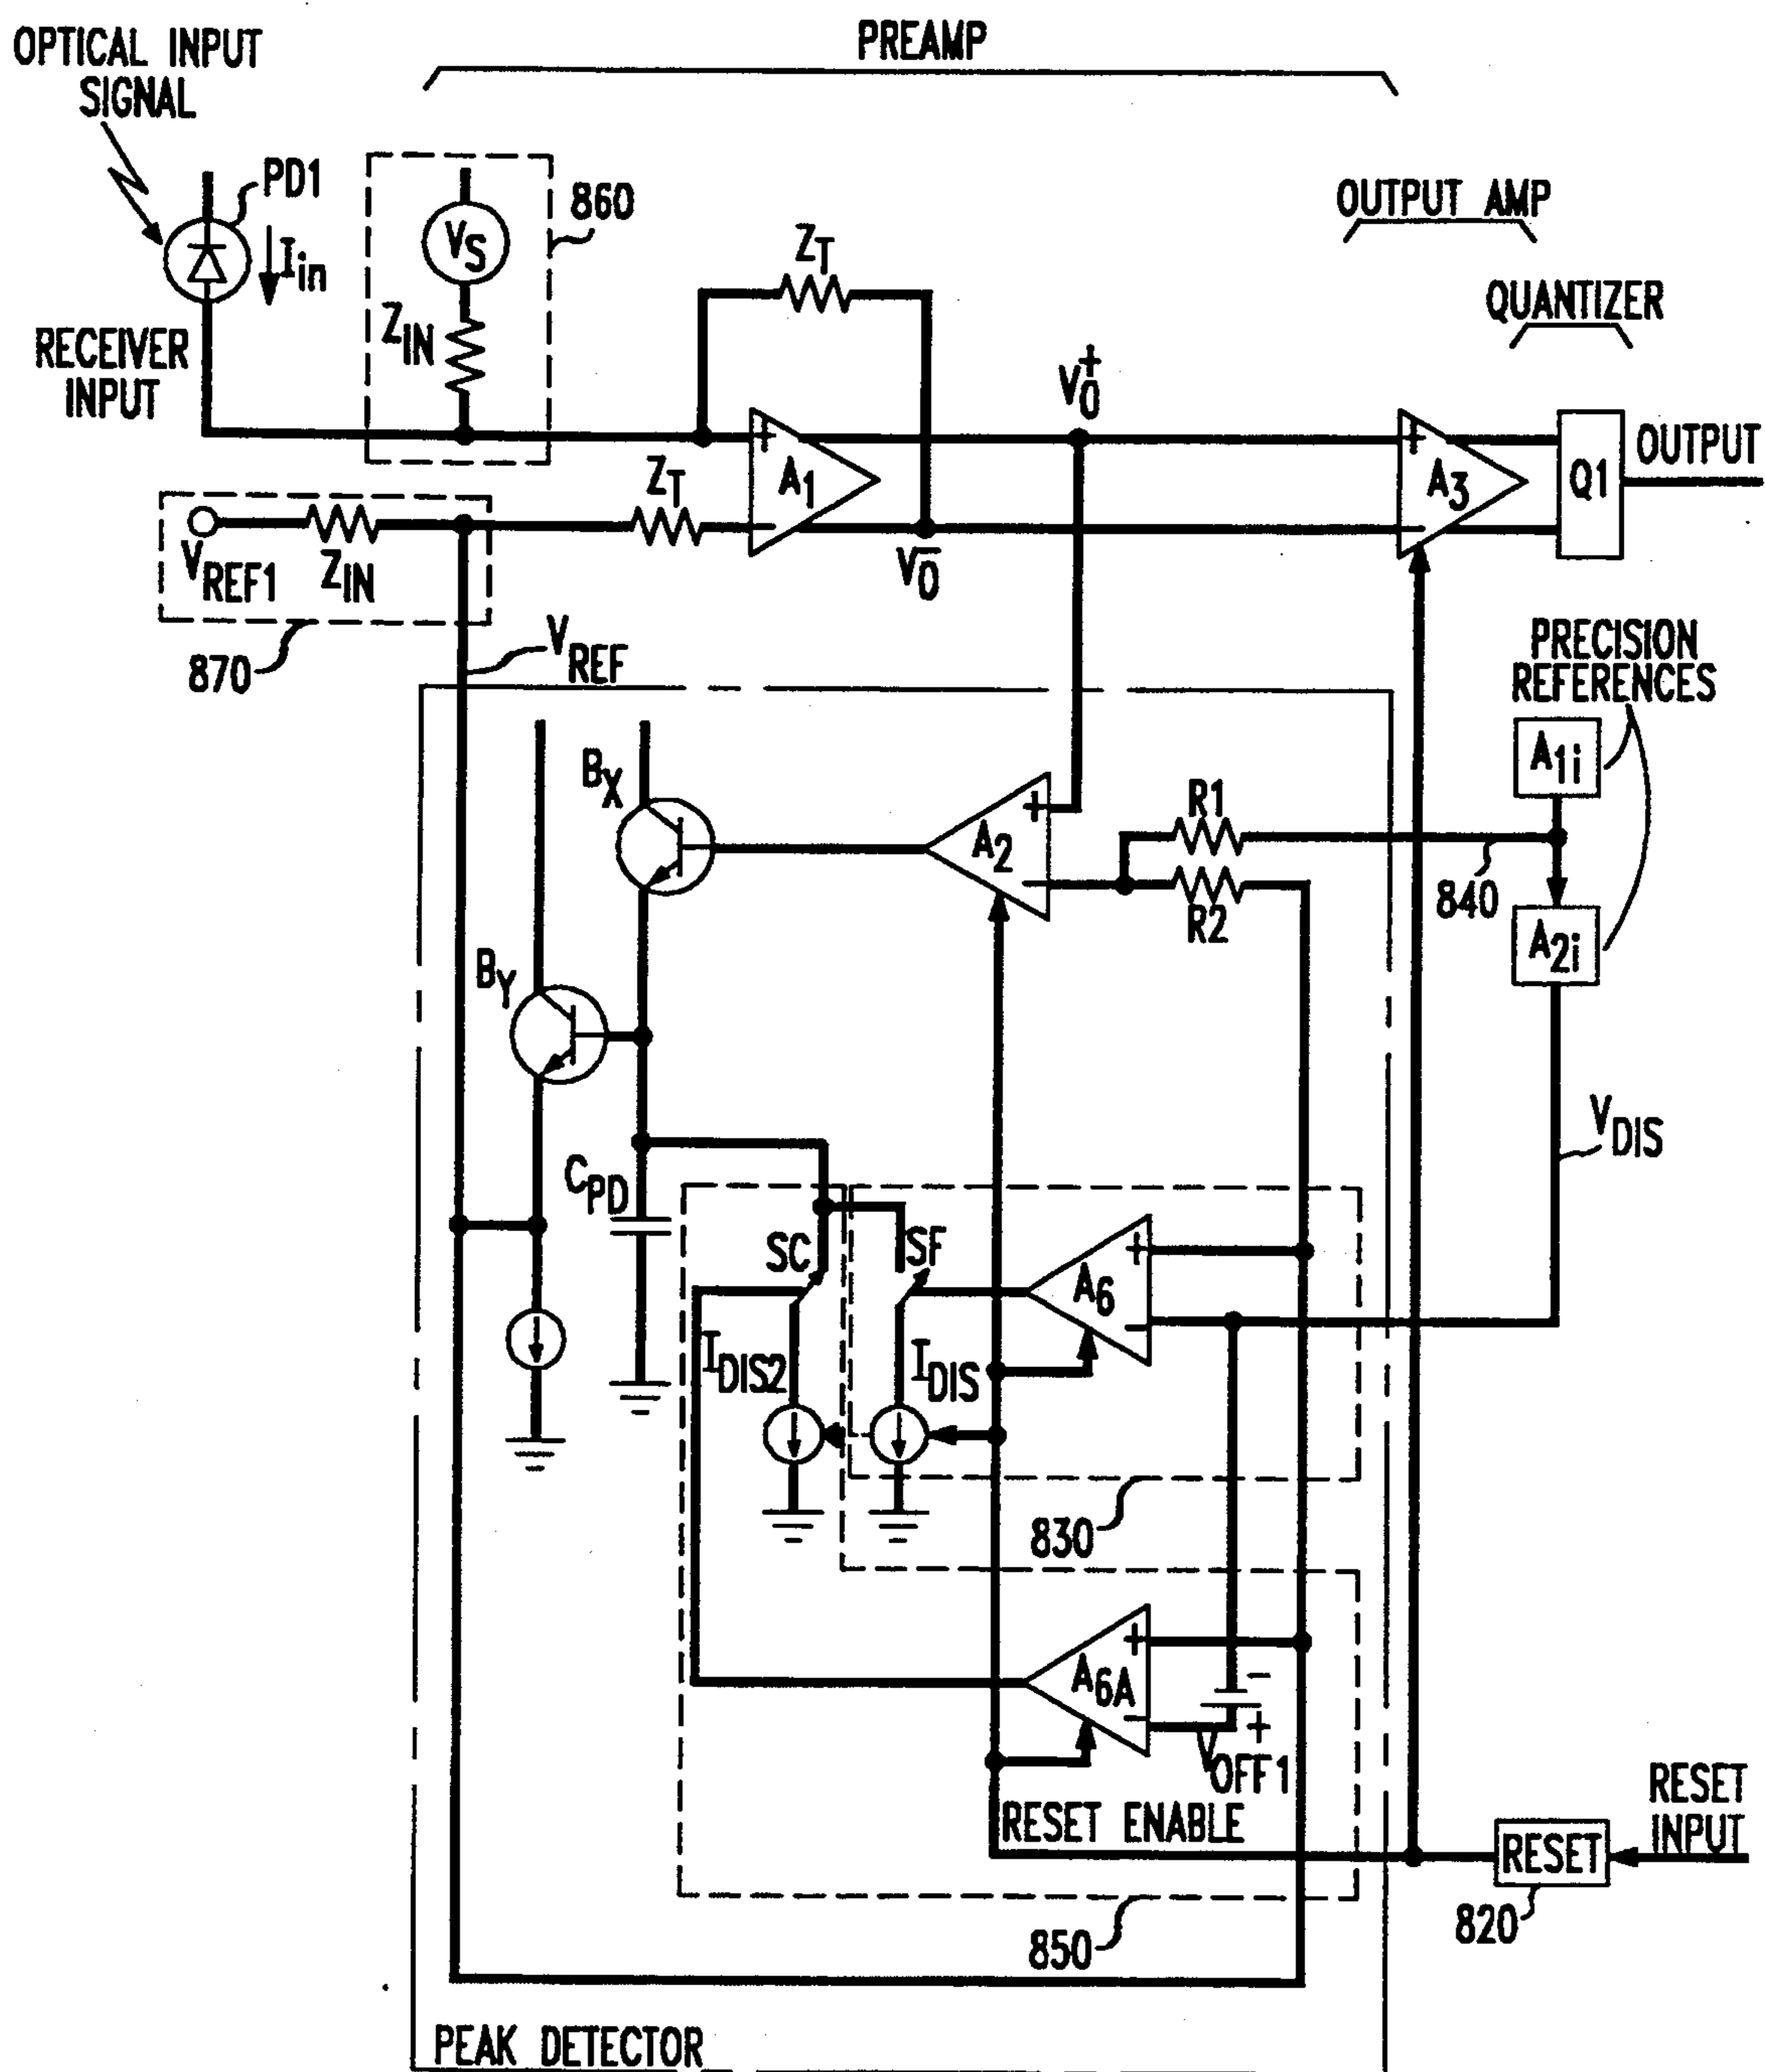 PREAMP
OPTICAL INPUT
SIGNAL
PD1
Iin
860
VS
ZIN
ZT
OUTPUT AMP
QUANTIZER
RECEIVER
INPUT
V0+
+
A1
−
+
A3
−
Q1
OUTPUT
ZT
VREF1
ZIN
V0−
870
VREF
PRECISION
REFERENCES
A1i
BX
A2
+
−
R1
R2
840
A2i
BY
VDIS
CPD
SC
SF
A6
+
−
IDIS2
IDIS
830
A6A
+
−
−
+
VOFF1
RESET ENABLE
RESET
INPUT
RESET
820
850
PEAK DETECTOR